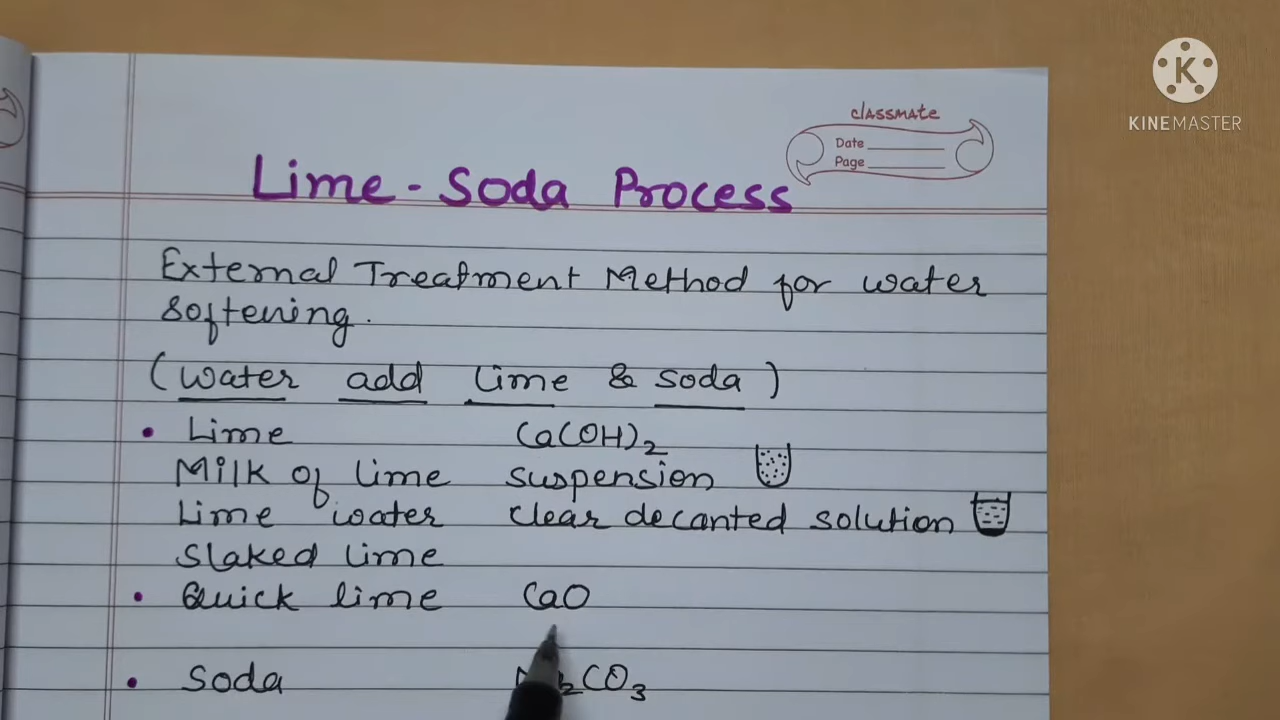 classmate
Date
Page
KINEMASTER
Lime - Soda Process
External Treatment Method for water
softening.
(water add lime & soda)
• Lime Ca(OH)2
Milk of lime suspension
Lime water clear decanted solution
Slaked lime
• Quick lime CaO
• Soda